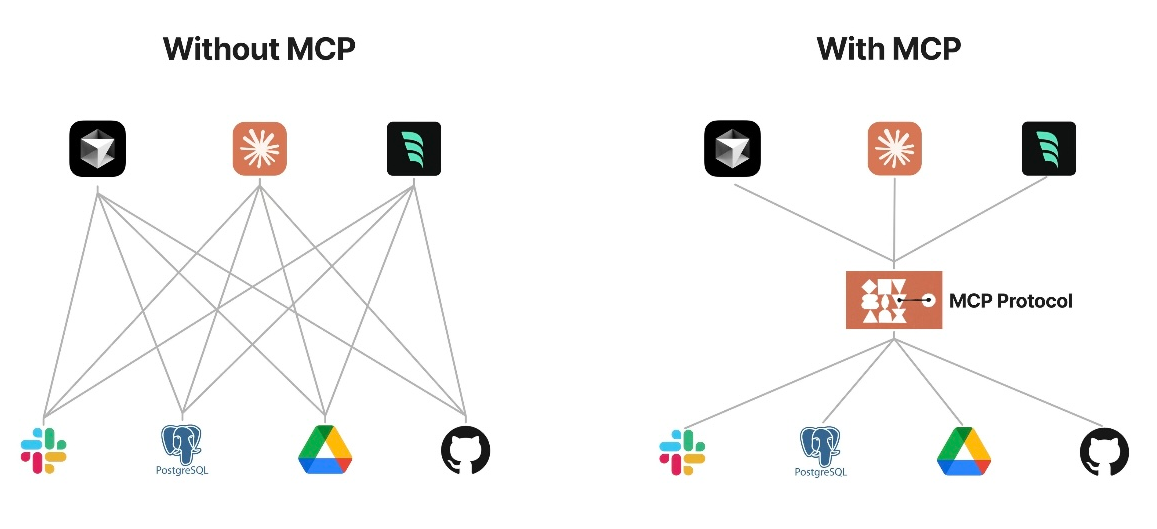 Without MCP
With MCP
MCP Protocol
PostgreSQL
PostgreSQL